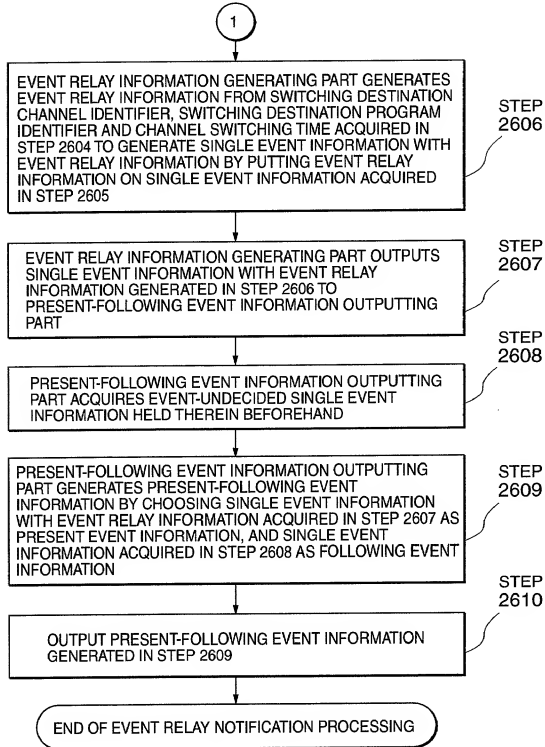 1
EVENT RELAY INFORMATION GENERATING PART GENERATES
EVENT RELAY INFORMATION FROM SWITCHING DESTINATION
CHANNEL IDENTIFIER, SWITCHING DESTINATION PROGRAM
IDENTIFIER AND CHANNEL SWITCHING TIME ACQUIRED IN
STEP 2604 TO GENERATE SINGLE EVENT INFORMATION WITH
EVENT RELAY INFORMATION BY PUTTING EVENT RELAY
INFORMATION ON SINGLE EVENT INFORMATION ACQUIRED
IN STEP 2605
STEP
2606
EVENT RELAY INFORMATION GENERATING PART OUTPUTS
SINGLE EVENT INFORMATION WITH EVENT RELAY
INFORMATION GENERATED IN STEP 2606 TO
PRESENT-FOLLOWING EVENT INFORMATION OUTPUTTING
PART
STEP
2607
PRESENT-FOLLOWING EVENT INFORMATION OUTPUTTING
PART ACQUIRES EVENT-UNDECIDED SINGLE EVENT
INFORMATION HELD THEREIN BEFOREHAND
STEP
2608
PRESENT-FOLLOWING EVENT INFORMATION OUTPUTTING
PART GENERATES PRESENT-FOLLOWING EVENT
INFORMATION BY CHOOSING SINGLE EVENT INFORMATION
WITH EVENT RELAY INFORMATION ACQUIRED IN STEP 2607 AS
PRESENT EVENT INFORMATION, AND SINGLE EVENT
INFORMATION ACQUIRED IN STEP 2608 AS FOLLOWING EVENT
INFORMATION
STEP
2609
OUTPUT PRESENT-FOLLOWING EVENT INFORMATION
GENERATED IN STEP 2609
STEP
2610
END OF EVENT RELAY NOTIFICATION PROCESSING